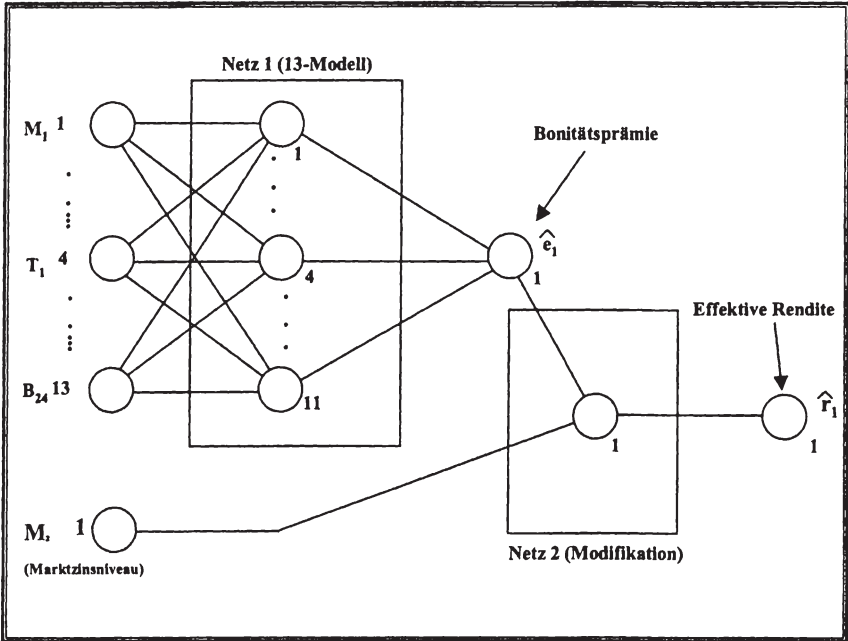 Netz 1 (13-Modell)
M₁ 1
1
Bonitätsprämie
T₁ 4
4
ê₁
1
Effektive Rendite
B₂₄ 13
11
1
r̂₁
1
M₂ 1
(Marktzinsniveau)
Netz 2 (Modifikation)